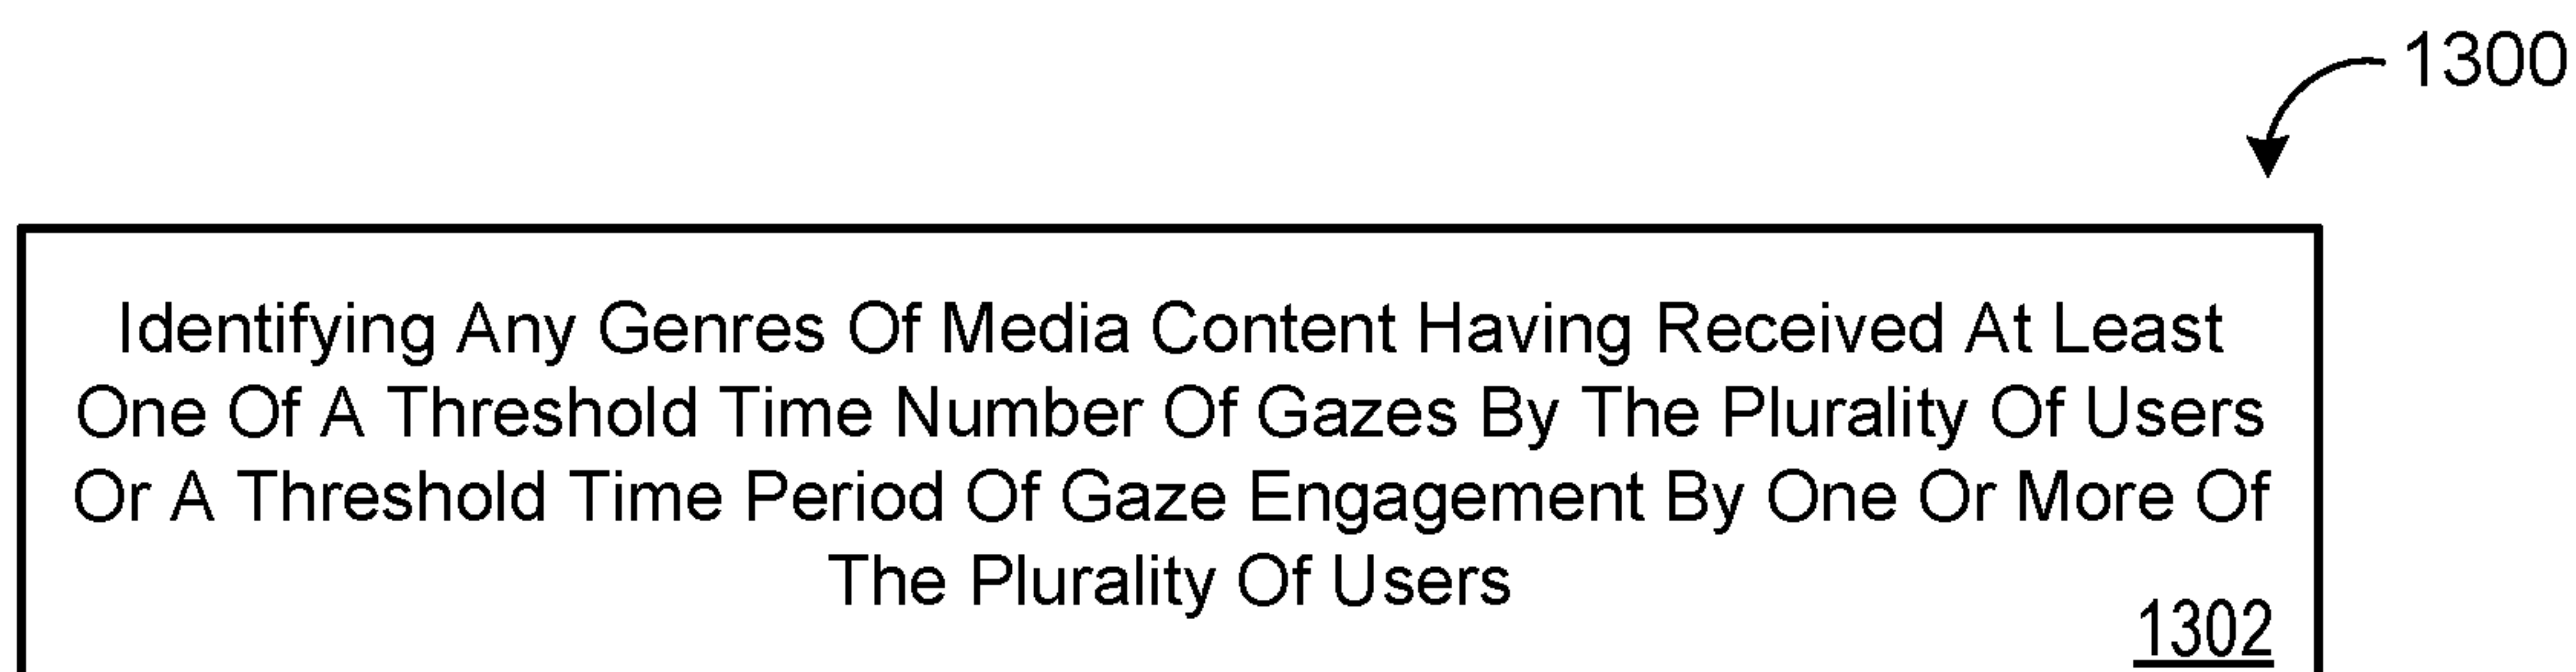 1300
Identifying Any Genres Of Media Content Having Received At Least
One Of A Threshold Time Number Of Gazes By The Plurality Of Users
Or A Threshold Time Period Of Gaze Engagement By One Or More Of
The Plurality Of Users
1302